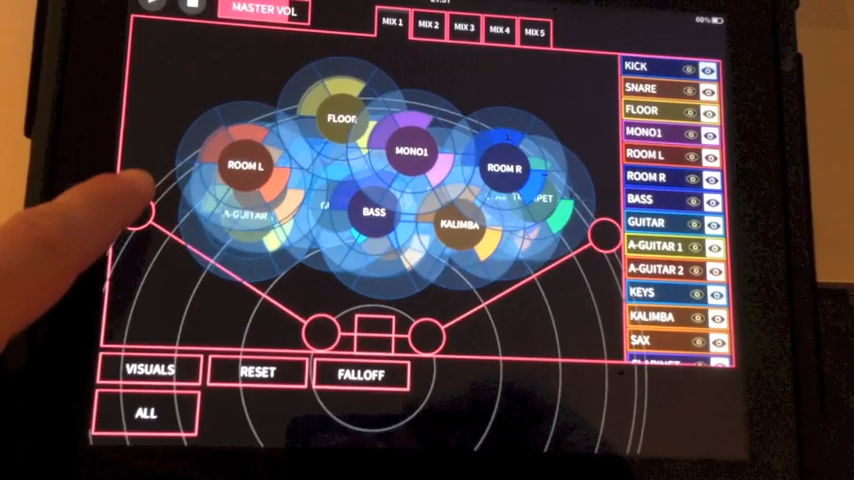 MASTER VOL
60%
MIX 1
MIX 2
MIX 3
MIX 4
MIX 5
KICK
SNARE
FLOOR
MONO1
ROOM L
ROOM R
BASS
GUITAR
A-GUITAR 1
A-GUITAR 2
KEYS
KALIMBA
SAX
CLARINET
FLOOR
MONO1
ROOM L
ROOM R
A-GUITAR
BASS
KALIMBA
VISUALS
RESET
FALLOFF
ALL